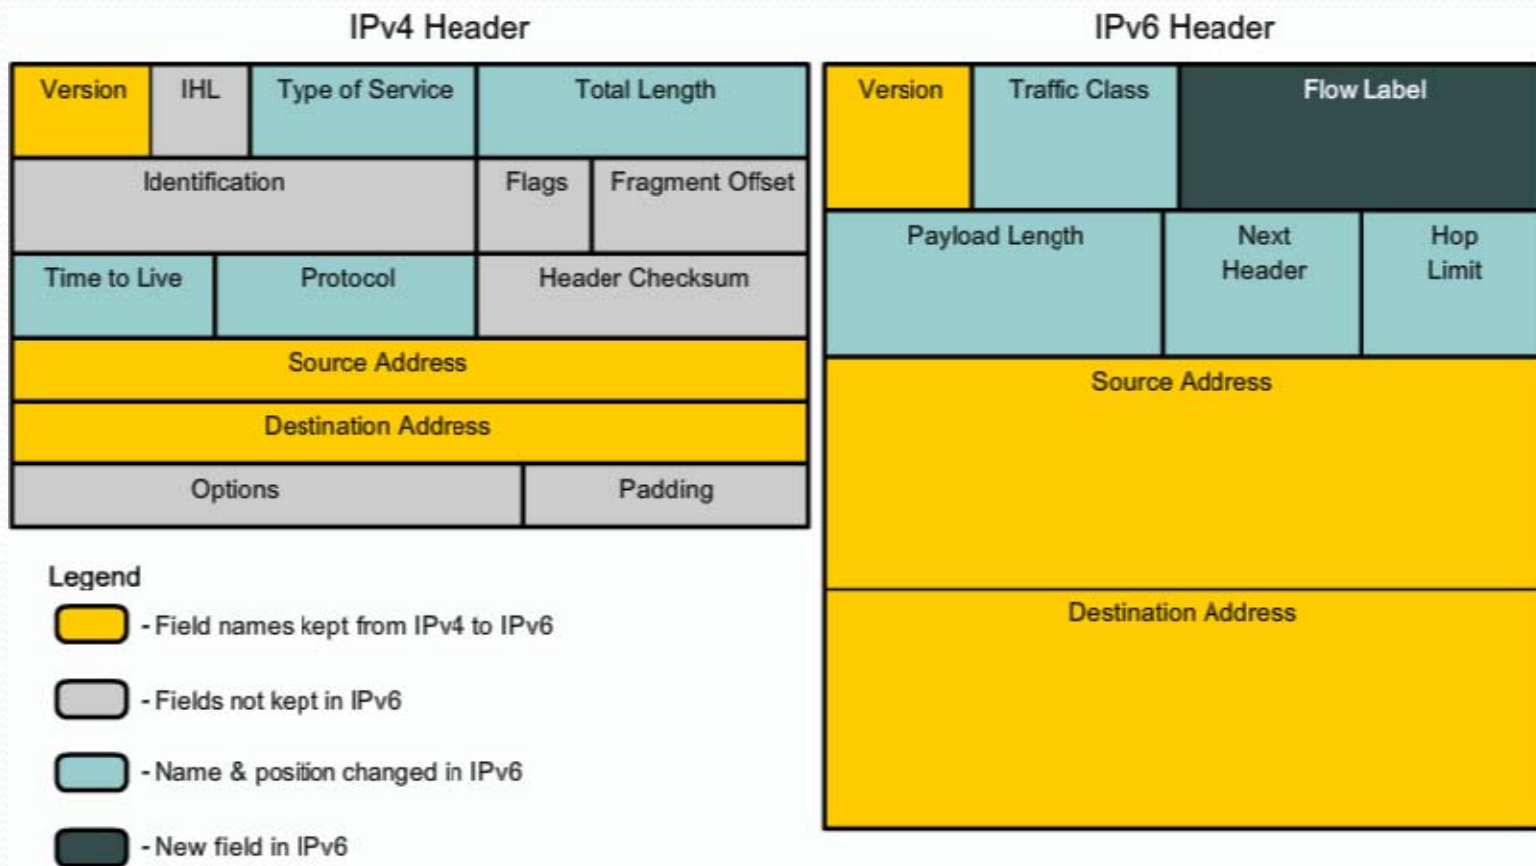 IPv4 Header
Version IHL Type of Service Total Length
Identification Flags Fragment Offset
Time to Live Protocol Header Checksum
Source Address
Destination Address
Options Padding
Legend
- Field names kept from IPv4 to IPv6
- Fields not kept in IPv6
- Name & position changed in IPv6
- New field in IPv6
IPv6 Header
Version Traffic Class Flow Label
Payload Length Next Hop
Header Limit
Source Address
Destination Address